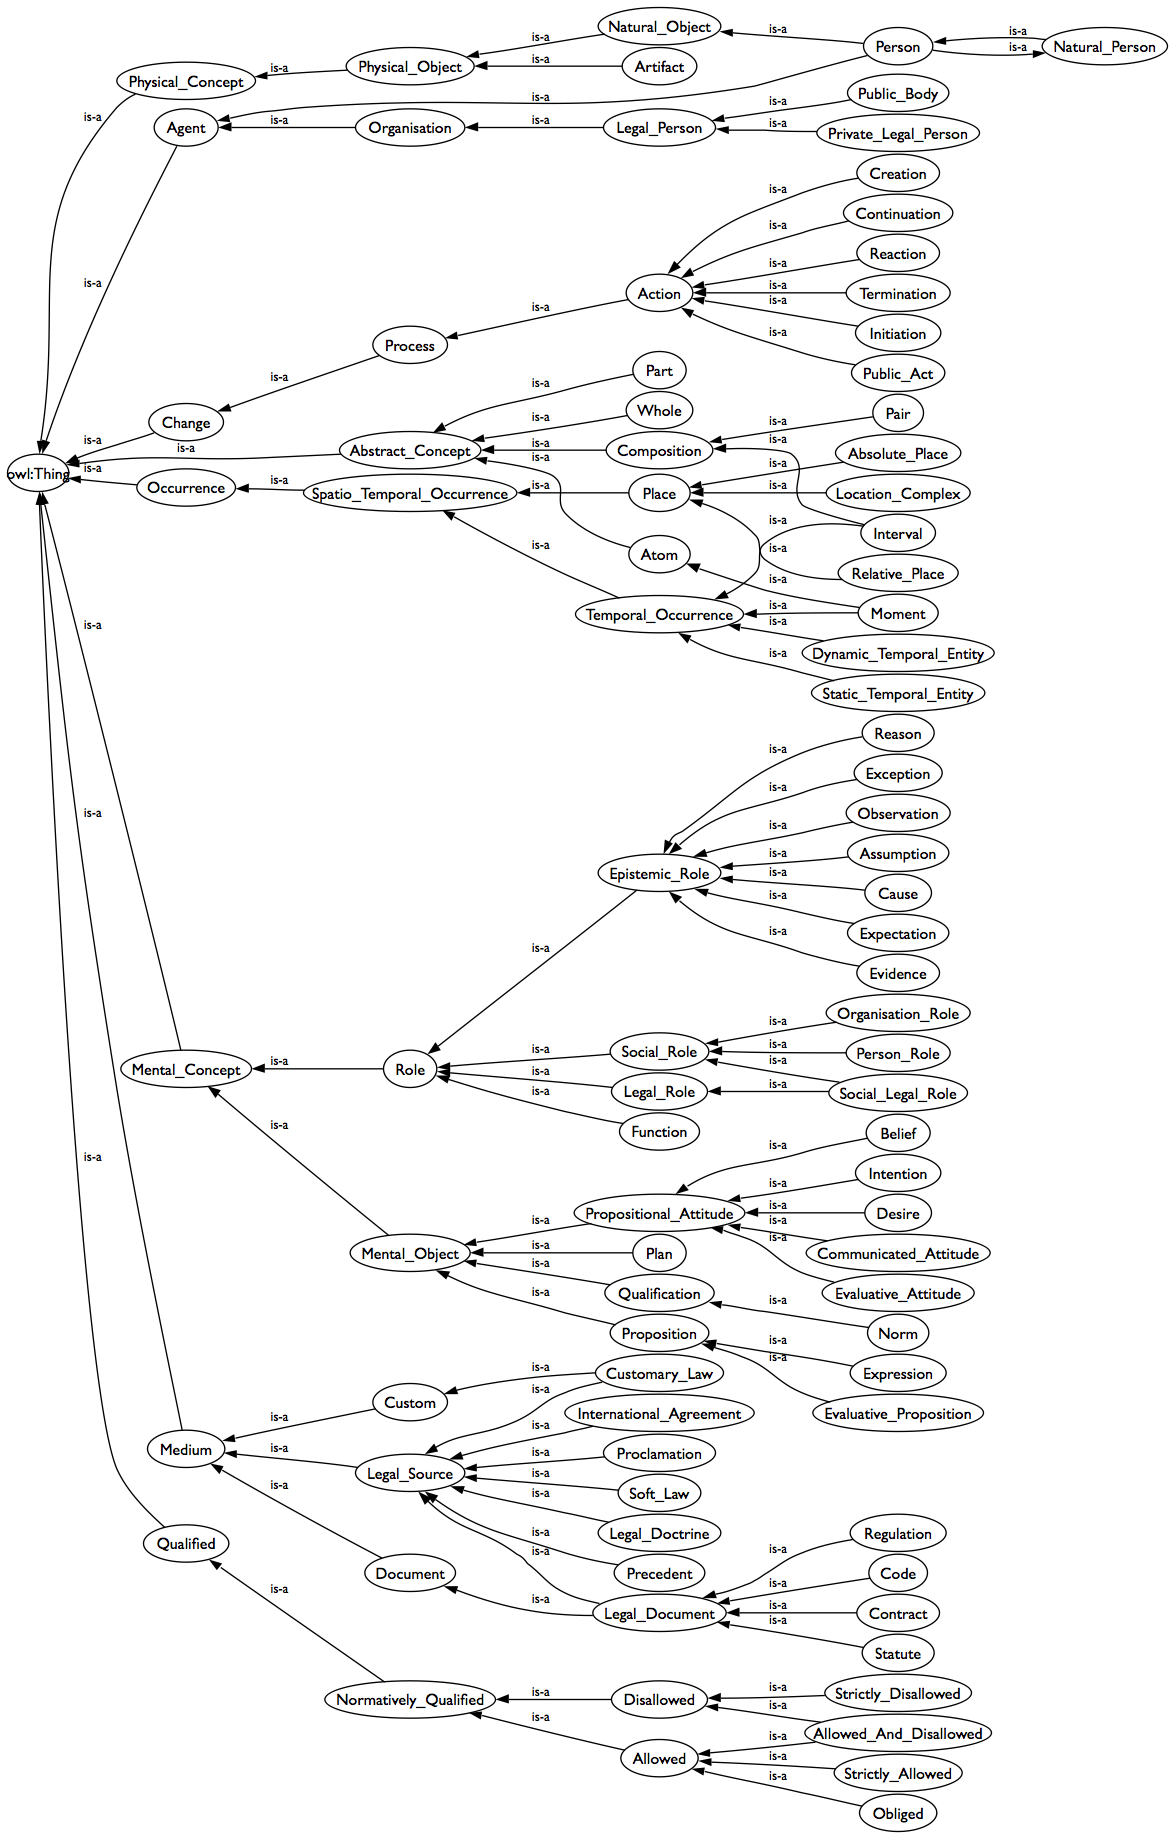 Natural_Object
is-a
is-a
Person
is-a
is-a
Natural_Person
Physical_Object
is-a
Artifact
is-a
Physical_Concept
is-a
Public_Body
is-a
is-a
Agent
is-a
Organisation
is-a
Legal_Person
is-a
is-a
Private_Legal_Person
Creation
is-a
Continuation
is-a
Reaction
is-a
is-a
Action
is-a
Termination
is-a
Initiation
is-a
is-a
Process
Public_Act
is-a
Part
is-a
Change
is-a
Whole
is-a
Pair
is-a
is-a
Abstract_Concept
is-a
Composition
is-a
Absolute_Place
is-a
is-a
owl:Thing
is-a
Occurrence
is-a
Spatio_Temporal_Occurrence
is-a
Place
is-a
Location_Complex
is-a
Interval
is-a
is-a
Atom
Relative_Place
is-a
Temporal_Occurrence
is-a
Moment
is-a
Dynamic_Temporal_Entity
is-a
Static_Temporal_Entity
is-a
Reason
is-a
Exception
is-a
is-a
Observation
is-a
Assumption
is-a
Epistemic_Role
is-a
Cause
is-a
Expectation
is-a
is-a
Evidence
Organisation_Role
is-a
is-a
Social_Role
is-a
Person_Role
is-a
Mental_Concept
is-a
Role
is-a
Legal_Role
is-a
Social_Legal_Role
is-a
Function
is-a
Belief
is-a
is-a
Intention
is-a
Propositional_Attitude
is-a
Desire
is-a
is-a
Communicated_Attitude
is-a
Mental_Object
is-a
Plan
is-a
Qualification
Evaluative_Attitude
is-a
is-a
Proposition
Norm
is-a
is-a
Expression
is-a
Customary_Law
is-a
Custom
is-a
International_Agreement
Evaluative_Proposition
is-a
is-a
Medium
is-a
Proclamation
is-a
Legal_Source
is-a
Soft_Law
is-a
is-a
Legal_Doctrine
Regulation
is-a
is-a
Qualified
is-a
Document
Precedent
Code
is-a
is-a
is-a
Legal_Document
is-a
Contract
is-a
Statute
Normatively_Qualified
is-a
Disallowed
is-a
Strictly_Disallowed
is-a
is-a
Allowed_And_Disallowed
is-a
Allowed
is-a
Strictly_Allowed
is-a
Obliged